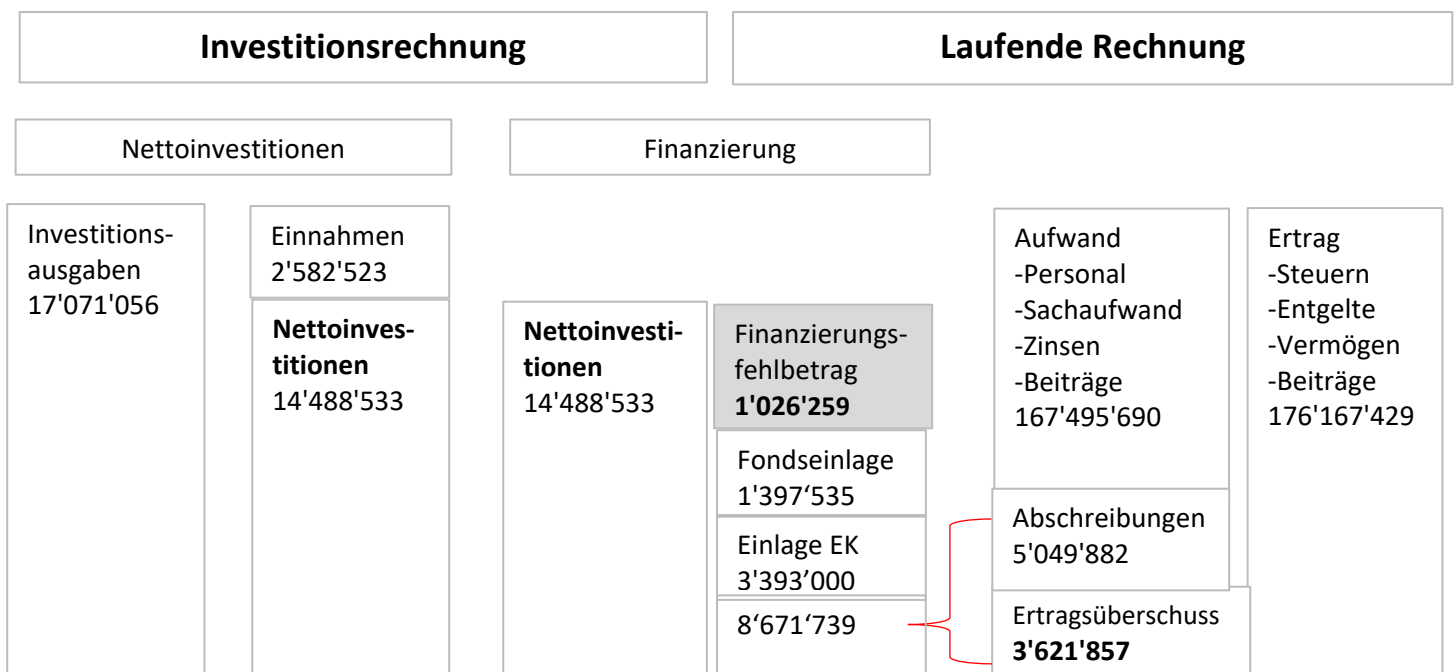 Investitionsrechnung
Laufende Rechnung
Nettoinvestitionen
Finanzierung
Investitions-
ausgaben
17'071'056
Einnahmen
2'582'523
Nettoinves-
titionen
14'488'533
Nettoinvesti-
tionen
14'488'533
Finanzierungs-
fehlbetrag
1'026'259
Fondseinlage
1'397‘535
Einlage EK
3'393’000
8‘671‘739
Aufwand
-Personal
-Sachaufwand
-Zinsen
-Beiträge
167'495'690
Abschreibungen
5'049'882
Ertragsüberschuss
3'621'857
Ertrag
-Steuern
-Entgelte
-Vermögen
-Beiträge
176'167'429